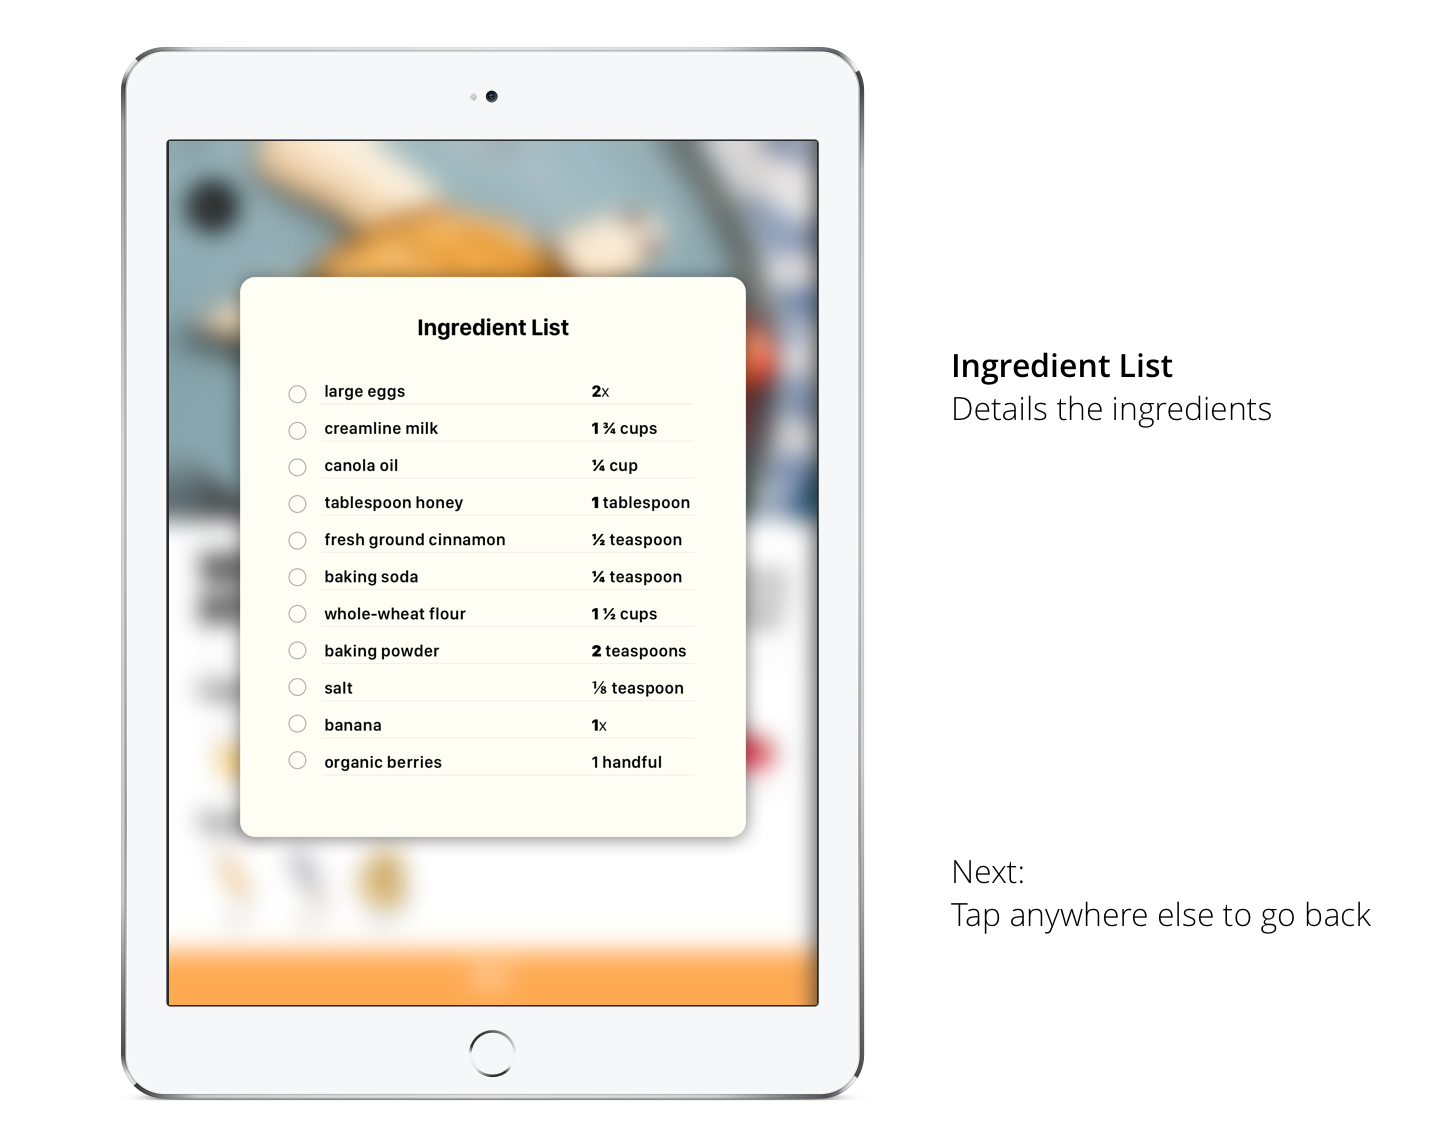 Ingredient List
large eggs 2x
creamline milk 1 ¾ cups
canola oil ¼ cup
tablespoon honey 1 tablespoon
fresh ground cinnamon ½ teaspoon
baking soda ¼ teaspoon
whole-wheat flour 1 ½ cups
baking powder 2 teaspoons
salt ⅛ teaspoon
banana 1x
organic berries 1 handful
Ingredient List
Details the ingredients
Next:
Tap anywhere else to go back